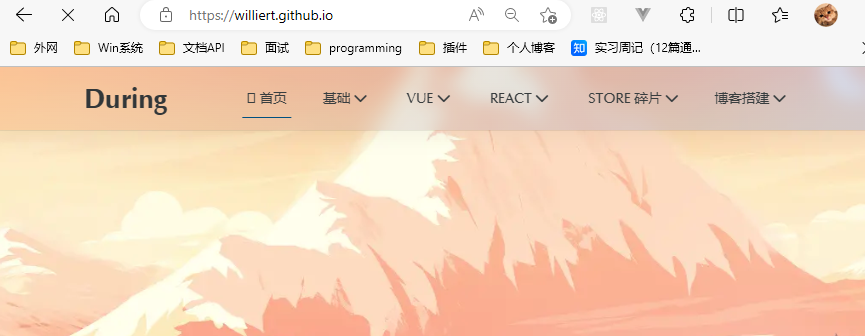 https://williert.github.io
外网 Win系统 文档API 面试 programming 插件 个人博客 知 实习周记（12篇通...
During 首页 基础 VUE REACT STORE 碎片 博客搭建